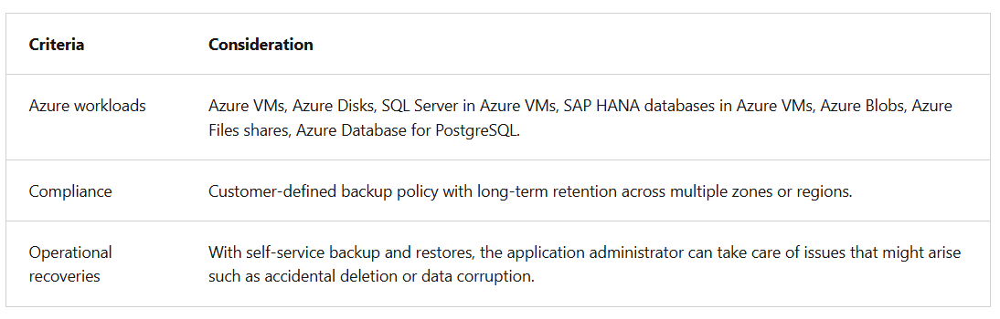 Criteria Consideration
Azure workloads Azure VMs, Azure Disks, SQL Server in Azure VMs, SAP HANA databases in Azure VMs, Azure Blobs, Azure
Files shares, Azure Database for PostgreSQL.
Compliance Customer-defined backup policy with long-term retention across multiple zones or regions.
Operational With self-service backup and restores, the application administrator can take care of issues that might arise
recoveries such as accidental deletion or data corruption.